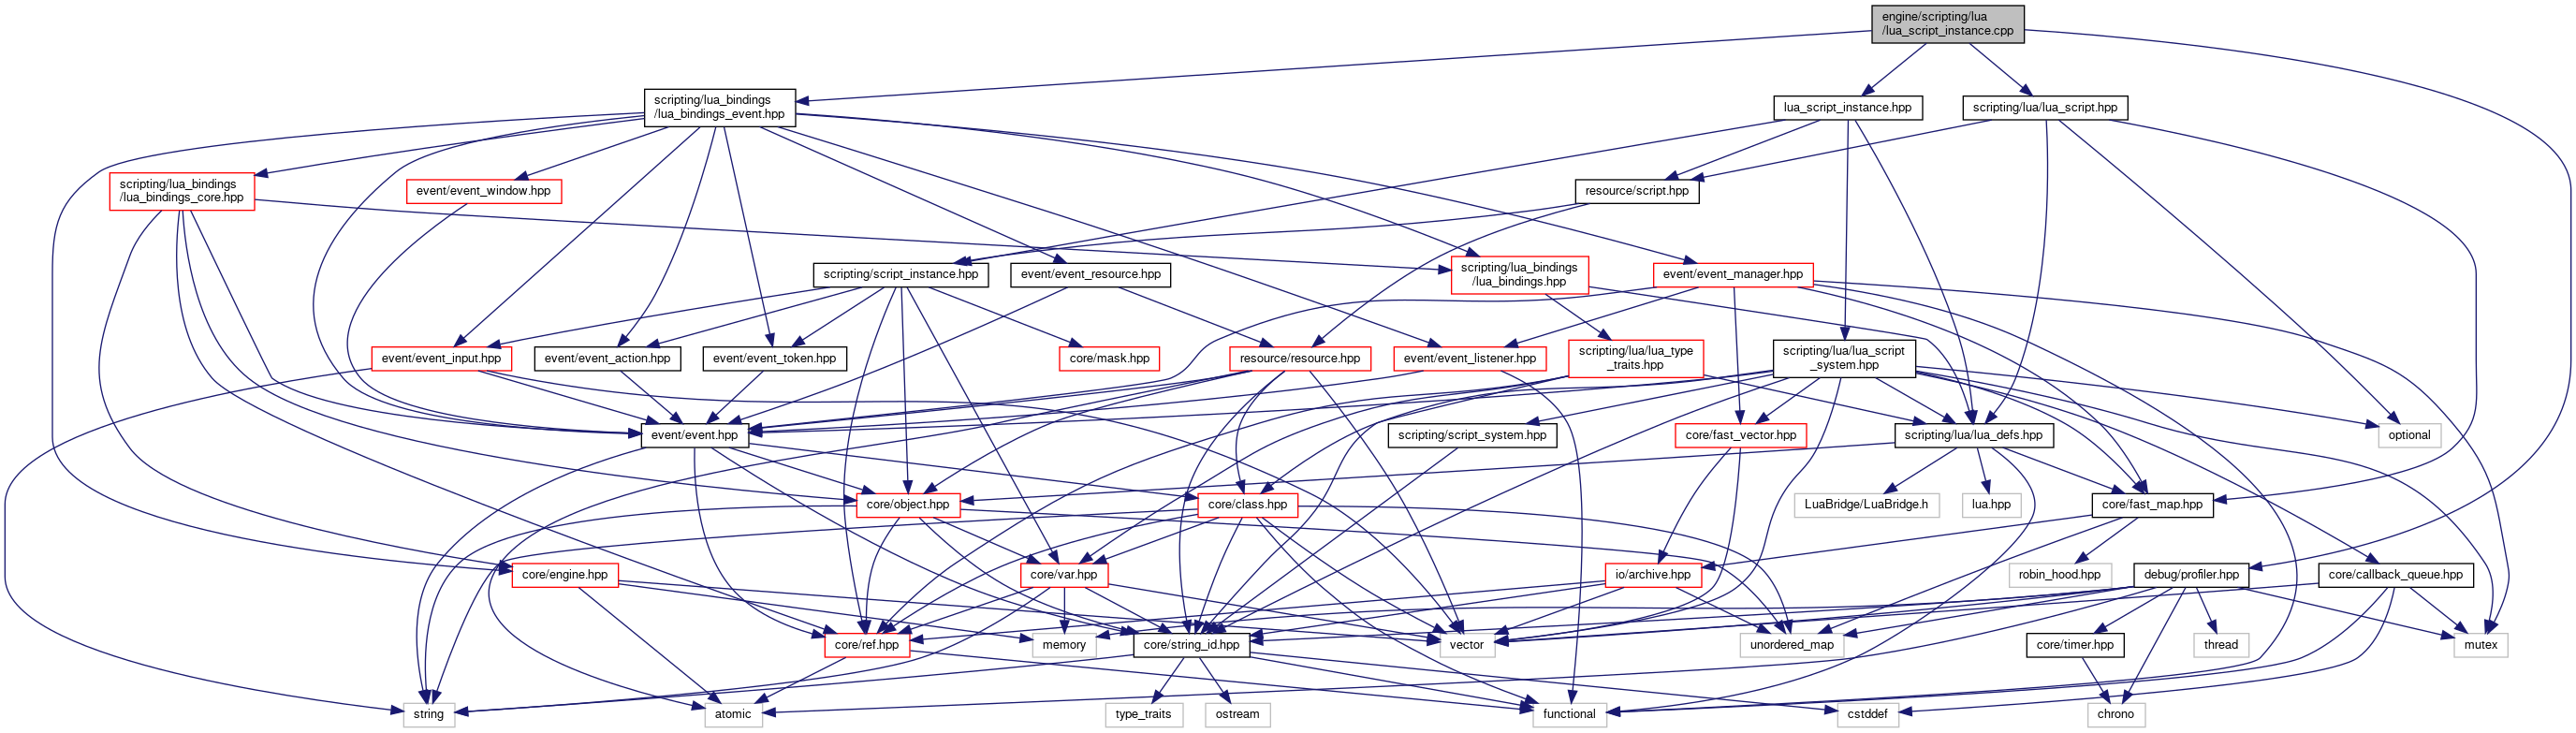 engine/scripting/lua
/lua_script_instance.cpp
scripting/lua_bindings
/lua_bindings_event.hpp
lua_script_instance.hpp
scripting/lua/lua_script.hpp
scripting/lua_bindings
/lua_bindings_core.hpp
event/event_window.hpp
resource/script.hpp
scripting/script_instance.hpp
event/event_resource.hpp
scripting/lua_bindings
/lua_bindings.hpp
event/event_manager.hpp
event/event_input.hpp
event/event_action.hpp
event/event_token.hpp
core/mask.hpp
resource/resource.hpp
event/event_listener.hpp
scripting/lua/lua_type
_traits.hpp
scripting/lua/lua_script
_system.hpp
event/event.hpp
scripting/script_system.hpp
core/fast_vector.hpp
scripting/lua/lua_defs.hpp
optional
core/object.hpp
core/class.hpp
LuaBridge/LuaBridge.h
lua.hpp
core/fast_map.hpp
core/engine.hpp
core/var.hpp
io/archive.hpp
robin_hood.hpp
debug/profiler.hpp
core/callback_queue.hpp
core/ref.hpp
memory
core/string_id.hpp
vector
unordered_map
core/timer.hpp
thread
mutex
string
atomic
type_traits
ostream
functional
cstddef
chrono